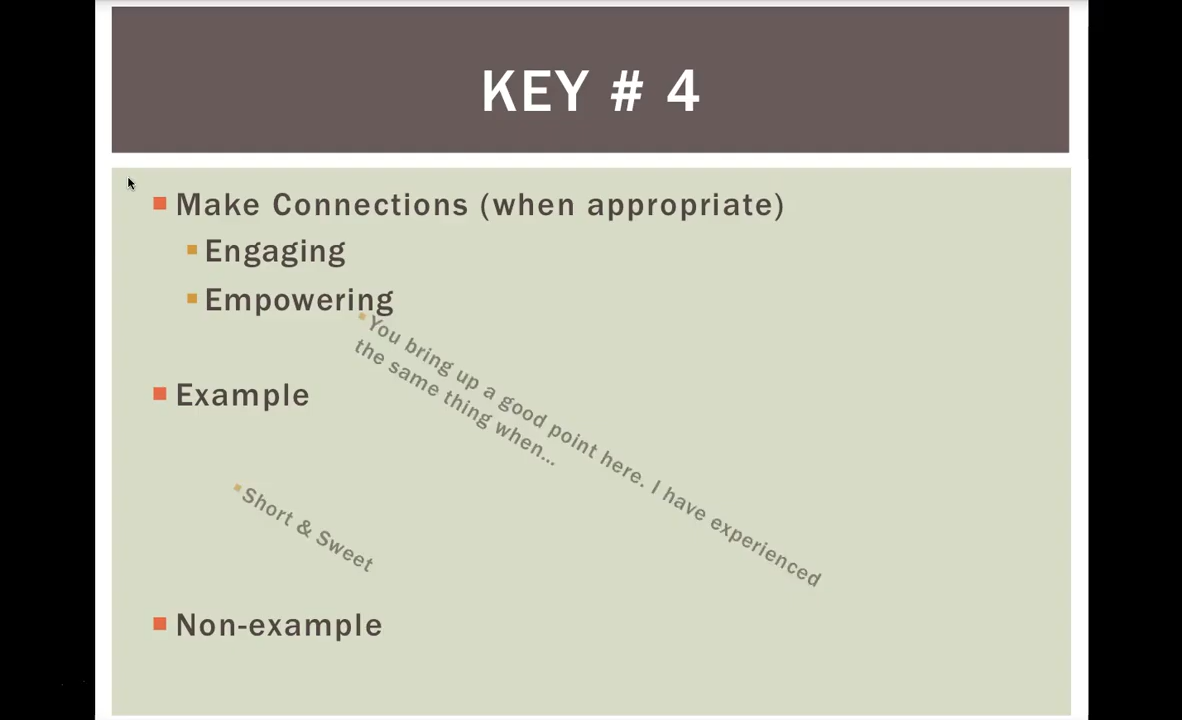 KEY # 4
Make Connections (when appropriate)
Engaging
Empowering
Example
You bring up a good point here. I have experienced
the same thing when...
Short & Sweet
Non-example